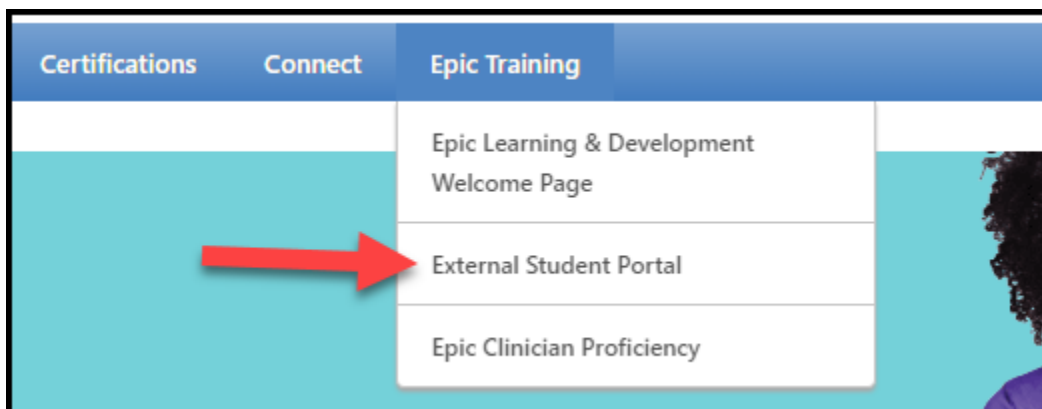 Certifications Connect Epic Training
Epic Learning & Development
Welcome Page
External Student Portal
Epic Clinician Proficiency